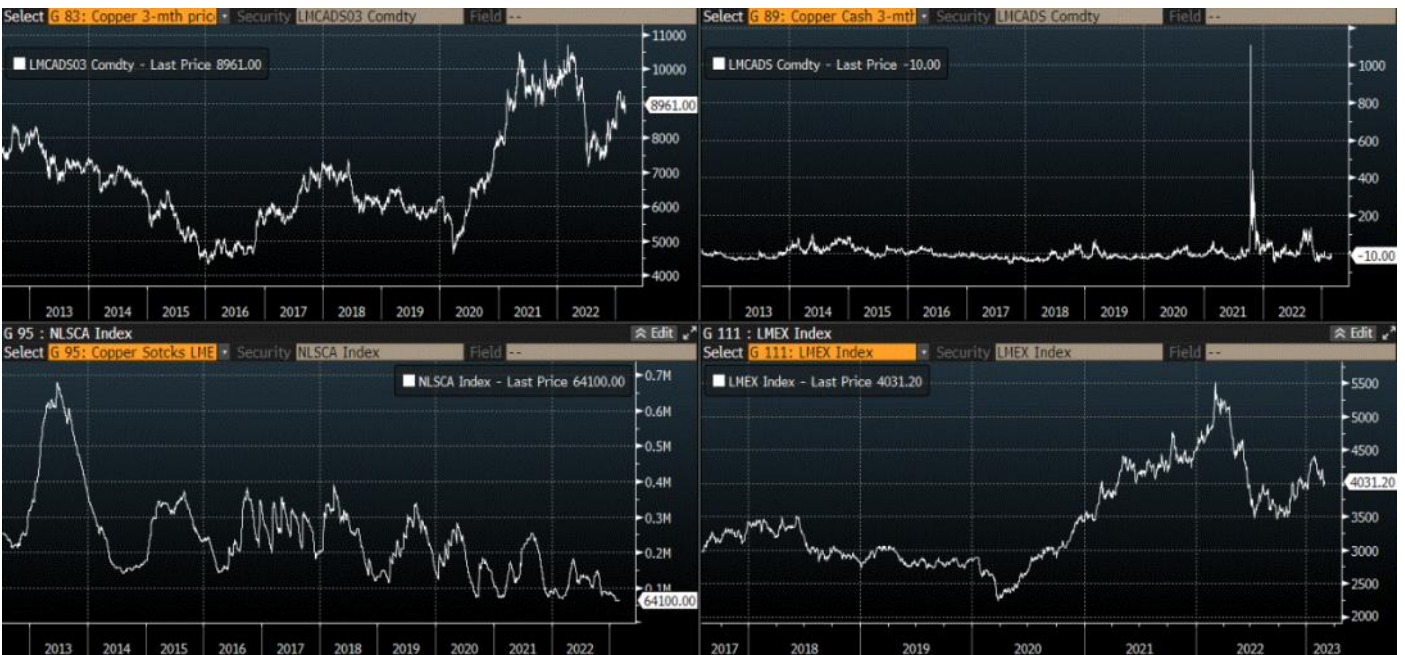 Select G 83: Copper 3-mth pric Security LMCADS03 Comdty Field --
LMCADS03 Comdty - Last Price 8961.00
11000
10000
8961.00
8000
7000
6000
5000
4000
2013 2014 2015 2016 2017 2018 2019 2020 2021 2022
Select G 89: Copper Cash 3-mth Security LMCADS Comdty Field --
LMCADS Comdty - Last Price -10.00
1000
800
600
400
200
-10.00
2013 2014 2015 2016 2017 2018 2019 2020 2021 2022
G 95 : NLSCA Index Edit
Select G 95: Copper Sotcks LME Security NLSCA Index Field --
NLSCA Index - Last Price 64100.00
0.7M
0.6M
0.5M
0.4M
0.3M
0.2M
0.1M
64100.00
2013 2014 2015 2016 2017 2018 2019 2020 2021 2022
G 111 : LMEX Index Edit
Select G 111: LMEX Index Security LMEX Index Field --
LMEX Index - Last Price 4031.20
5500
5000
4500
4031.20
3500
3000
2500
2000
2017 2018 2019 2020 2021 2022 2023